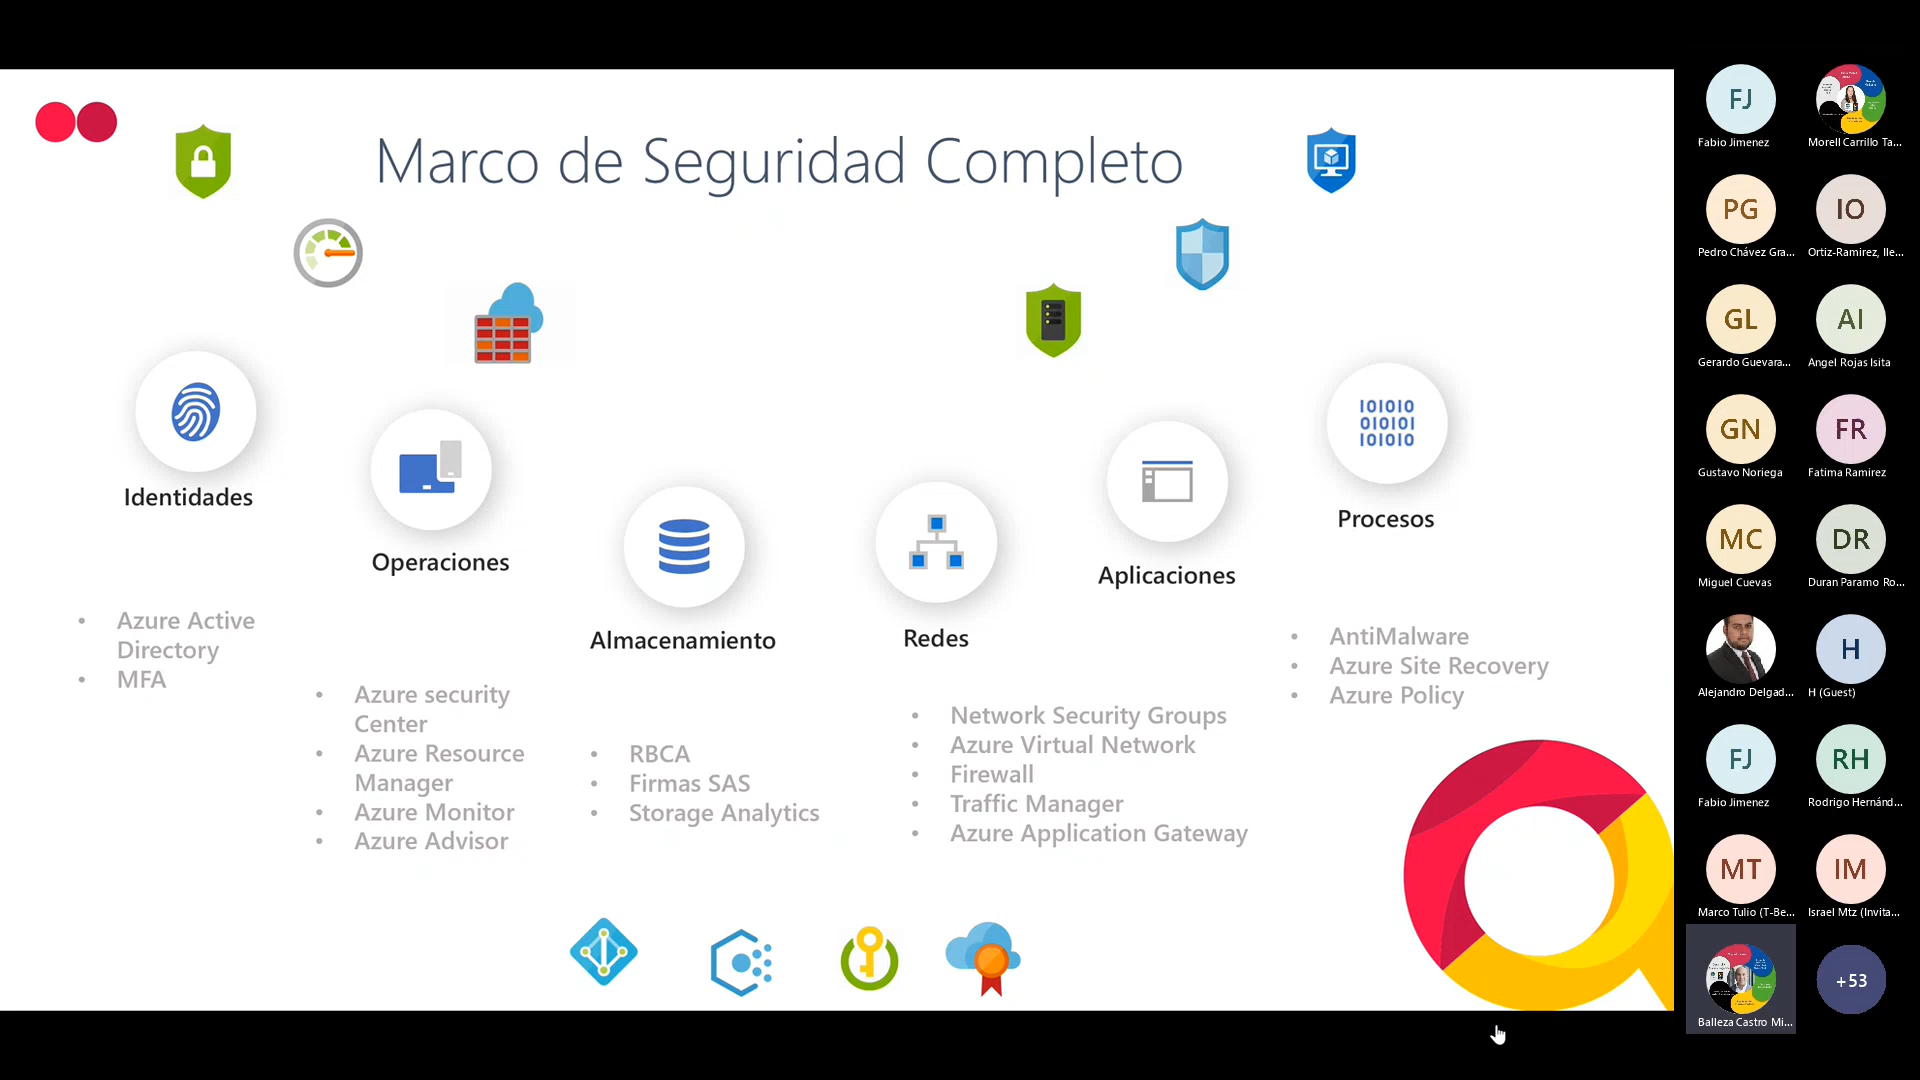 Marco de Seguridad Completo
Identidades
• Azure Active
Directory
• MFA
Operaciones
• Azure security
Center
• Azure Resource
Manager
• Azure Monitor
• Azure Advisor
Almacenamiento
• RBCA
• Firmas SAS
• Storage Analytics
Redes
• Network Security Groups
• Azure Virtual Network
• Firewall
• Traffic Manager
• Azure Application Gateway
Aplicaciones
IOIOIO
OIOIOI
IOIOIO
Procesos
• AntiMalware
• Azure Site Recovery
• Azure Policy
FJ
Fabio Jimenez
Morell Carrillo Ta...
PG
Pedro Chávez Gra...
IO
Ortiz-Ramirez, Ile...
GL
Gerardo Guevara...
AI
Angel Rojas Isita
GN
Gustavo Noriega
FR
Fatima Ramirez
MC
Miguel Cuevas
DR
Duran Paramo Ro...
Alejandro Delgad...
H
H (Guest)
FJ
Fabio Jimenez
RH
Rodrigo Hernánd...
MT
Marco Tulio (T-Be...
IM
Israel Mtz (Invita...
Balleza Castro Mi...
+53